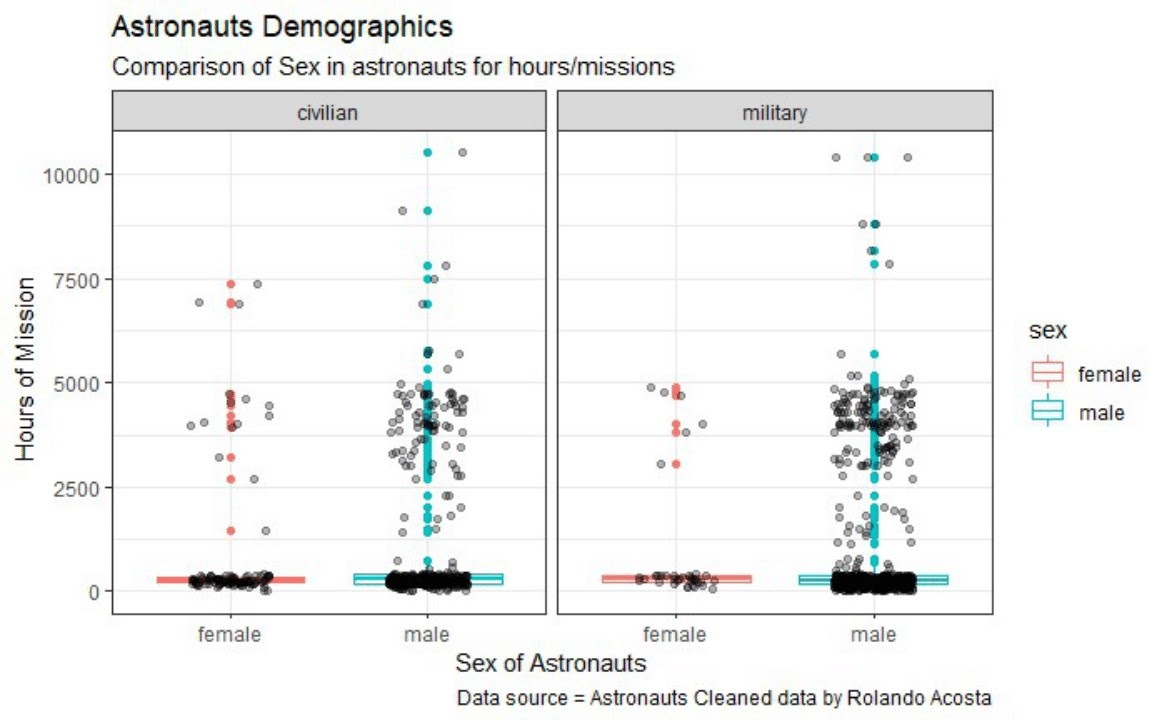 Astronauts Demographics
Comparison of Sex in astronauts for hours/missions
civilian
military
Hours of Mission
10000
7500
5000
2500
0
sex
female
male
female
male
female
male
Sex of Astronauts
Data source = Astronauts Cleaned data by Rolando Acosta